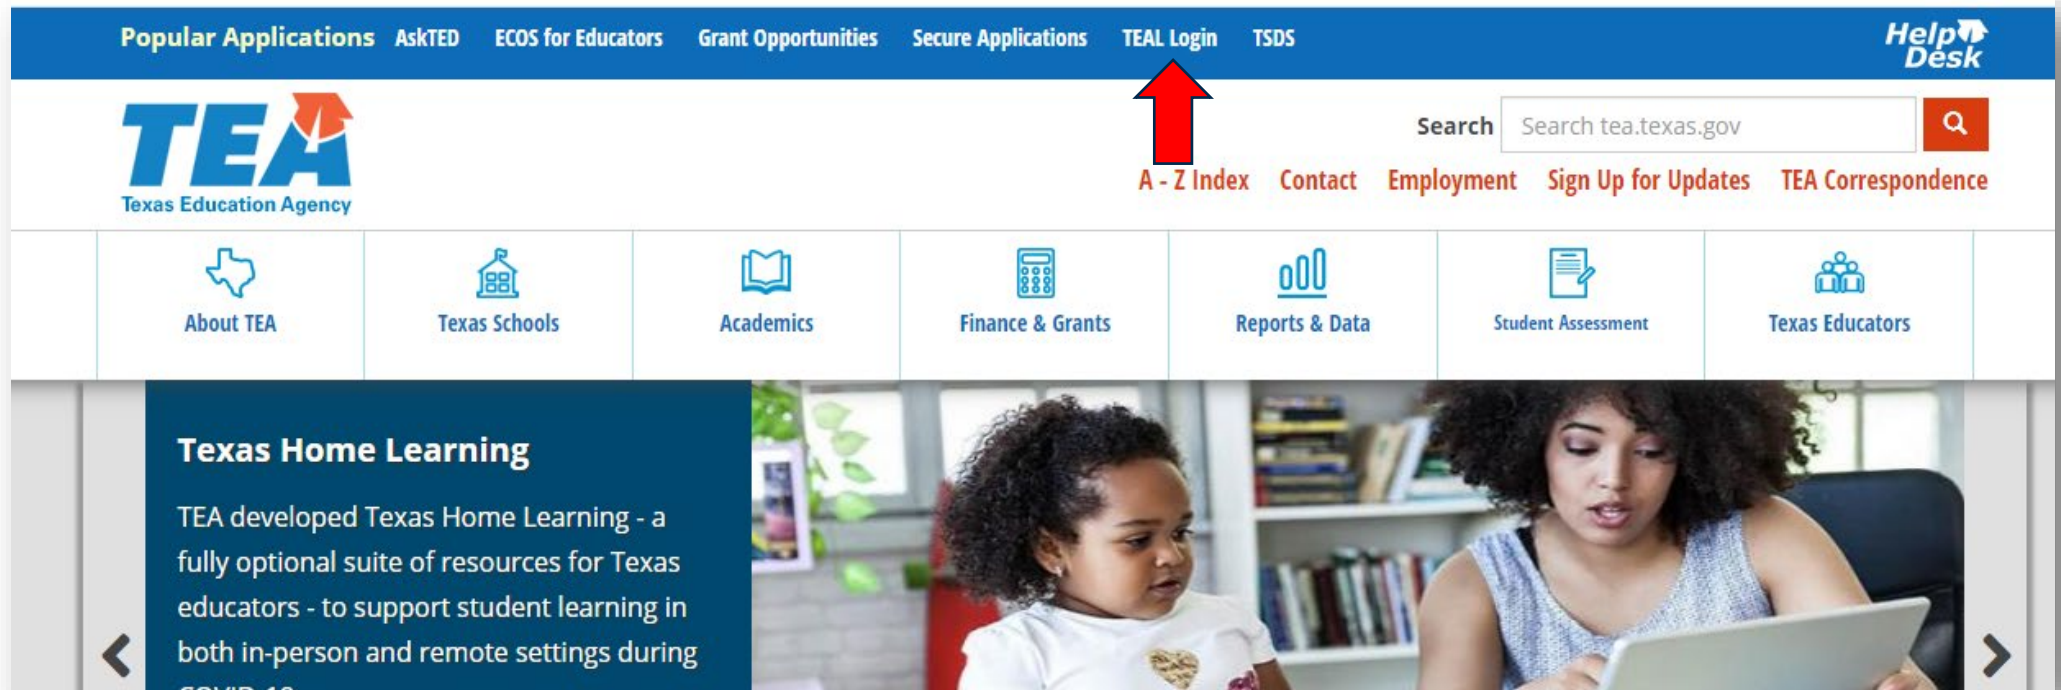 Popular Applications AskTED ECOS for Educators Grant Opportunities Secure Applications TEAL Login TSDS
Help Desk
TEA
Texas Education Agency
Search Search tea.texas.gov
A - Z Index Contact Employment Sign Up for Updates TEA Correspondence
About TEA Texas Schools Academics Finance & Grants Reports & Data Student Assessment Texas Educators
Texas Home Learning
TEA developed Texas Home Learning - a
fully optional suite of resources for Texas
educators - to support student learning in
both in-person and remote settings during